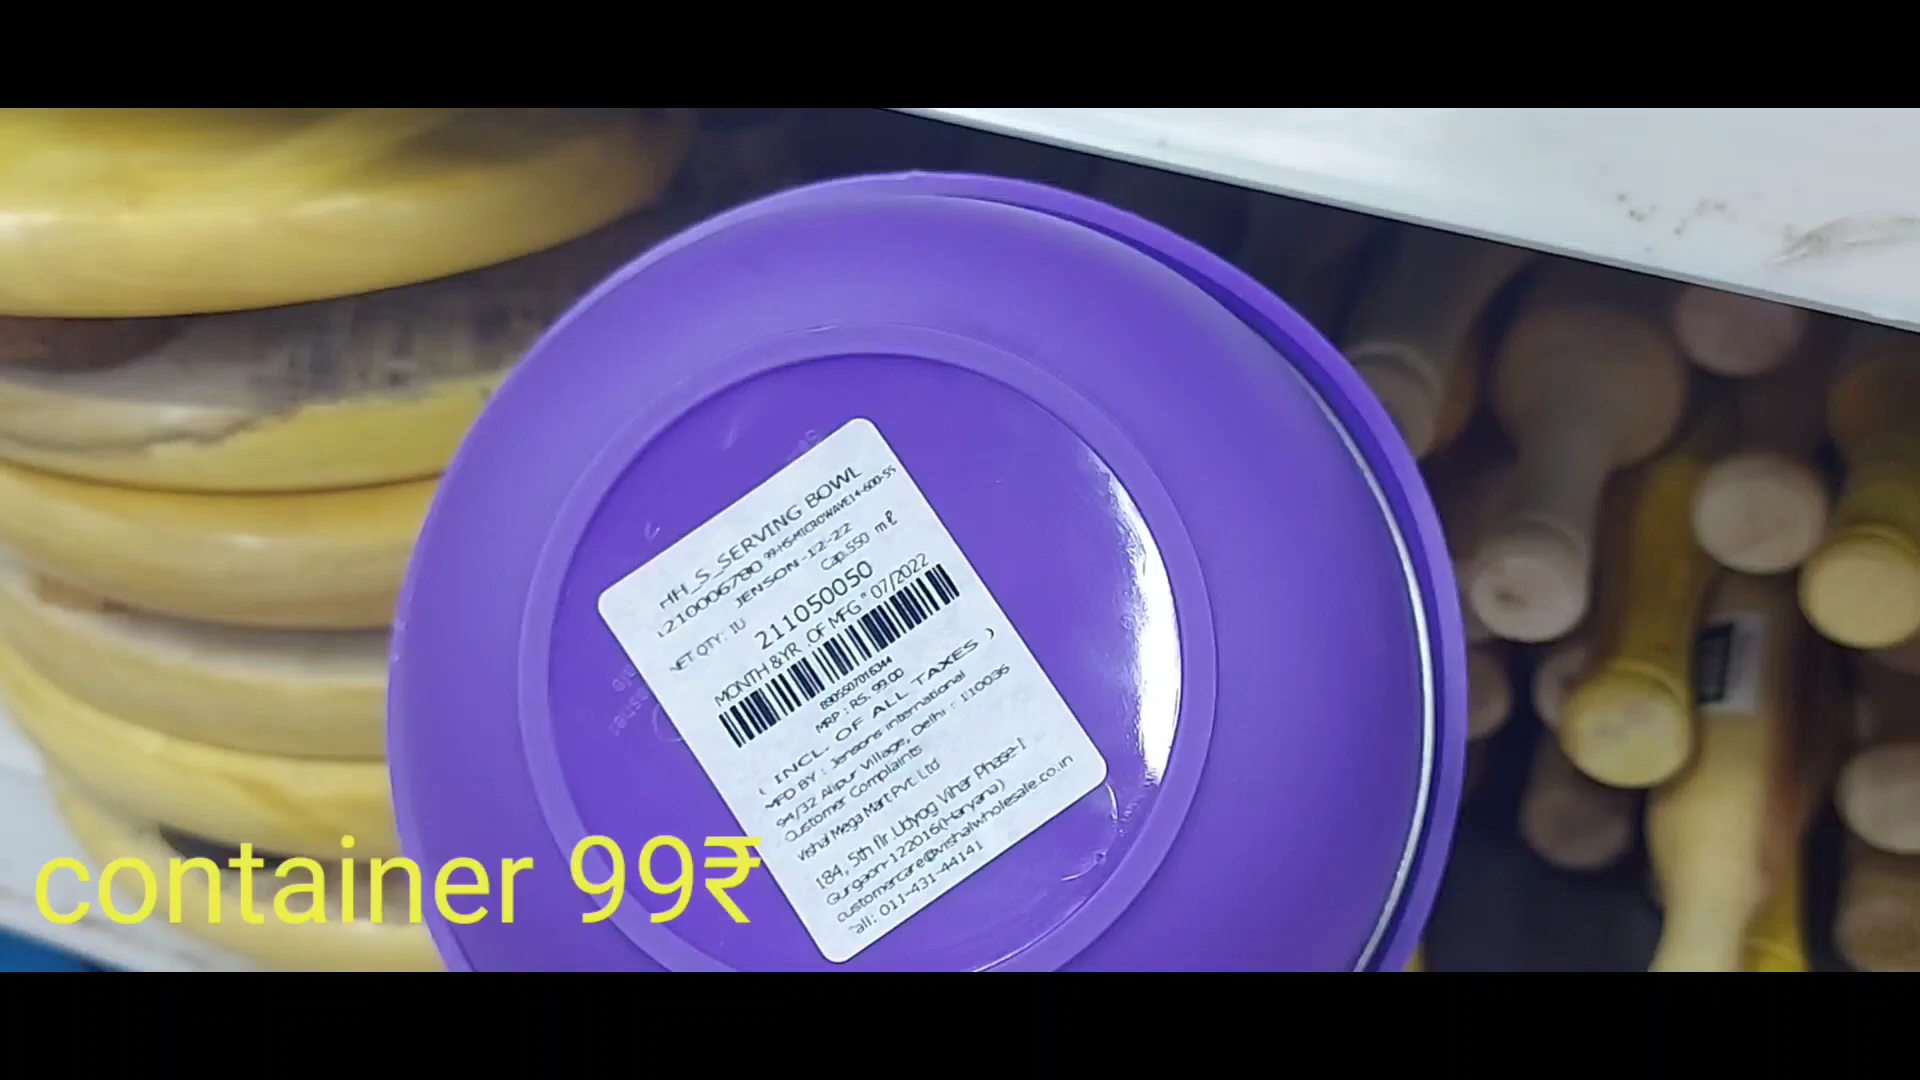 HH_S_SERVING BOWL
1210006780 99-HS-MICROWAVE14-600-SS
JENSON-12-22
NET QTY: 1U Cap.550 ml
211050050
MONTH & YR. OF MFG " 07/2022
8905507016344
MRP : RS. 99.00
( INCL. OF ALL TAXES )
MFD BY : Jensons international
94/32 Alipur Village, Delhi - 110036
Customer Complaints
Vishal Mega Mart Pvt. Ltd
184, 5th flr Udyog Vihar Phase-1
Gurgaon-122016(Haryana)
customercare@vishalwholesale.co.in
all: 011-431-44141
container 99₹